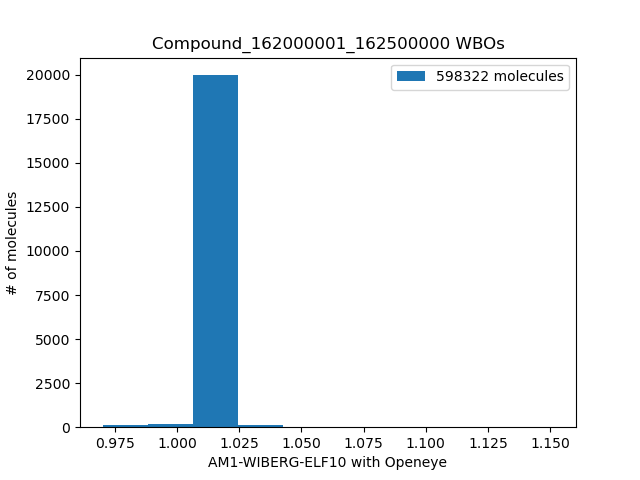 Compound_162000001_162500000 WBOs
598322 molecules
20000
17500
15000
12500
10000
7500
5000
2500
0
# of molecules
0.975 1.000 1.025 1.050 1.075 1.100 1.125 1.150
AM1-WIBERG-ELF10 with Openeye